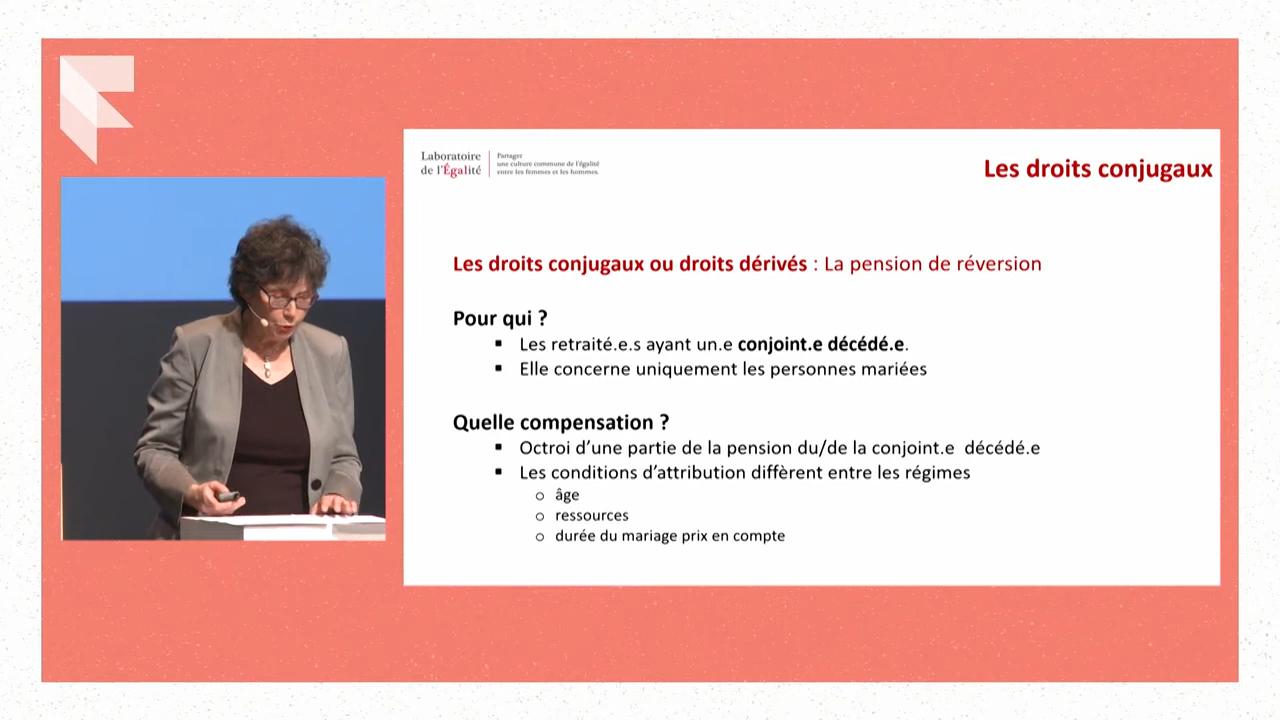 Laboratoire
de l'Égalité
Partager
une culture commune de l'égalité
entre les femmes et les hommes.
Les droits conjugaux
Les droits conjugaux ou droits dérivés : La pension de réversion
Pour qui ?
▪ Les retraité.e.s ayant un.e conjoint.e décédé.e.
▪ Elle concerne uniquement les personnes mariées
Quelle compensation ?
▪ Octroi d'une partie de la pension du/de la conjoint.e décédé.e
▪ Les conditions d'attribution diffèrent entre les régimes
o âge
o ressources
o durée du mariage prix en compte